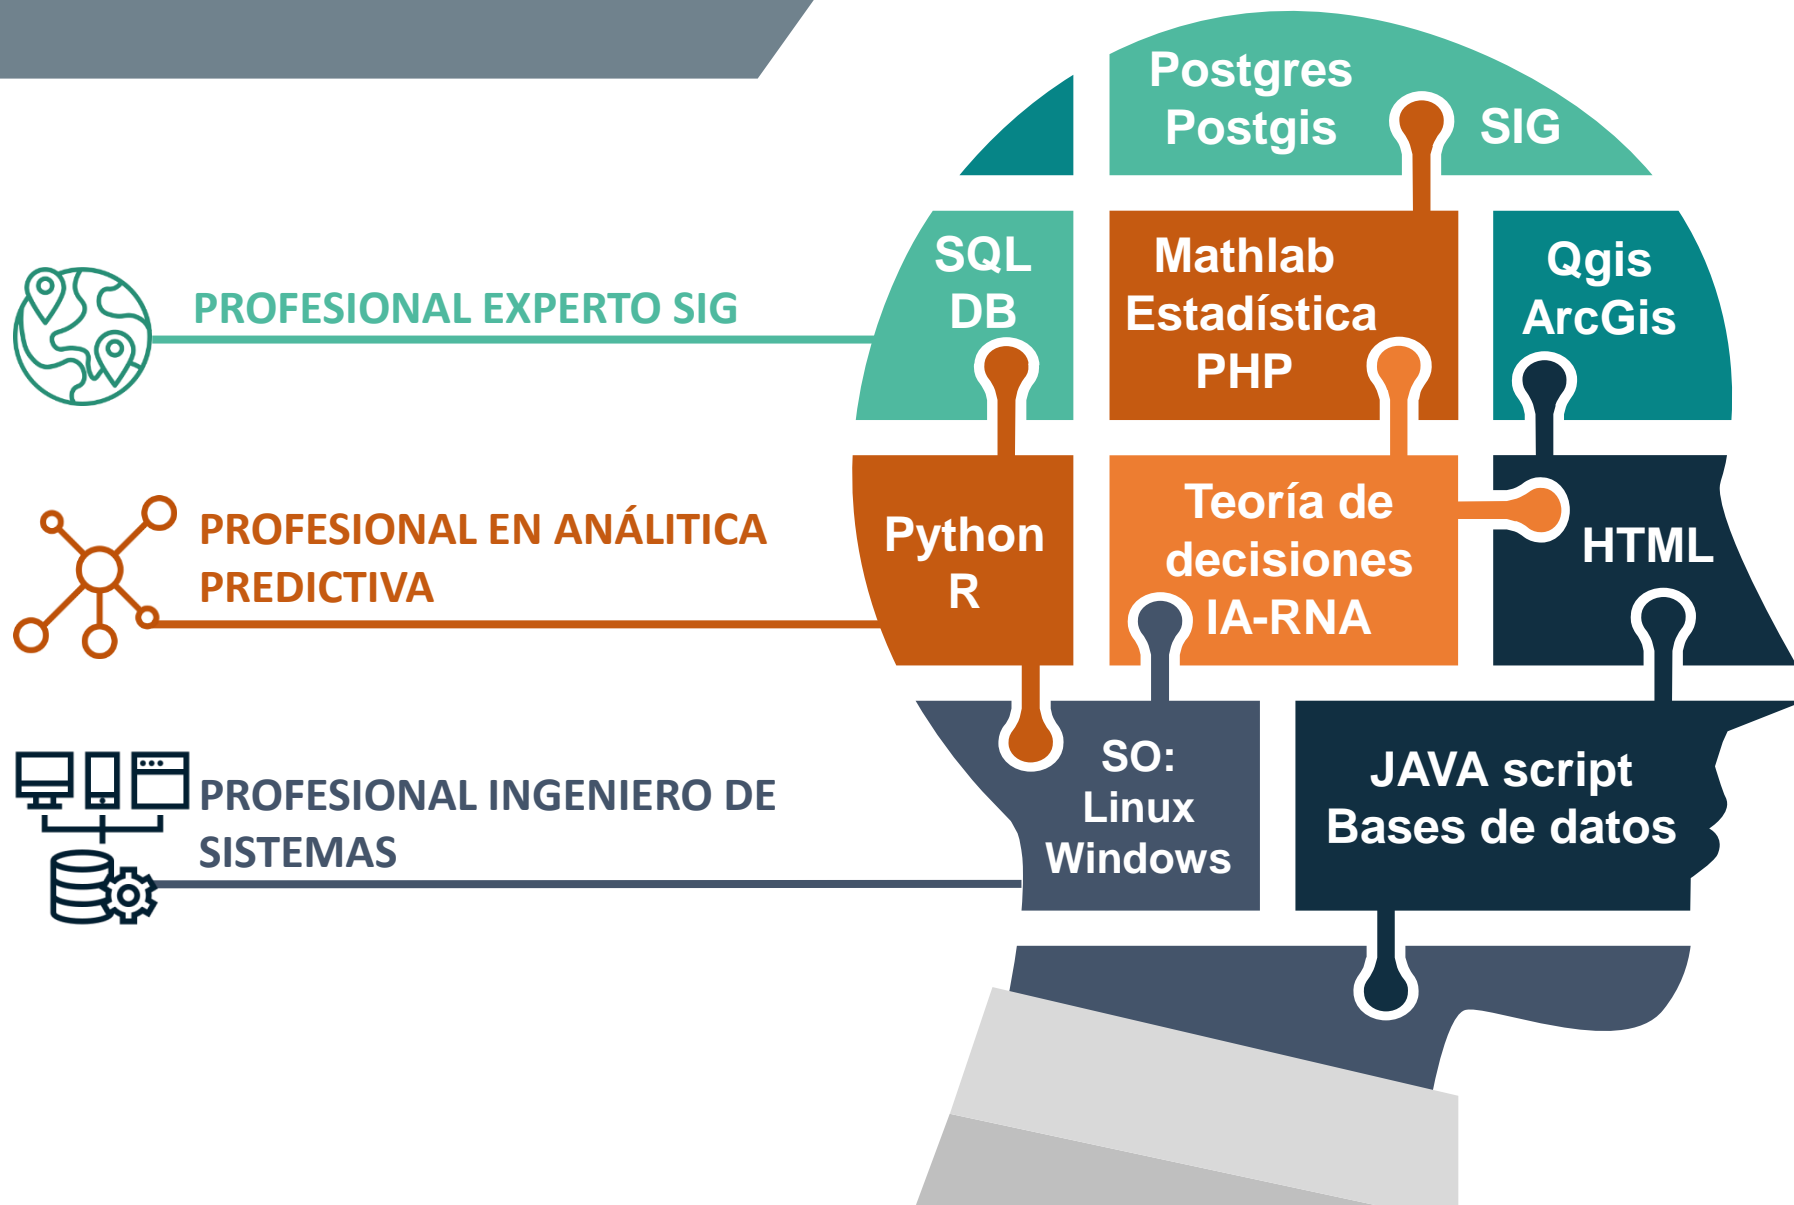 PROFESIONAL EXPERTO SIG
PROFESIONAL EN ANÁLITICA
PREDICTIVA
PROFESIONAL INGENIERO DE
SISTEMAS
Postgres
Postgis
SIG
SQL
DB
Mathlab
Estadística
PHP
Qgis
ArcGis
Python
R
Teoría de
decisiones
IA-RNA
HTML
SO:
Linux
Windows
JAVA script
Bases de datos